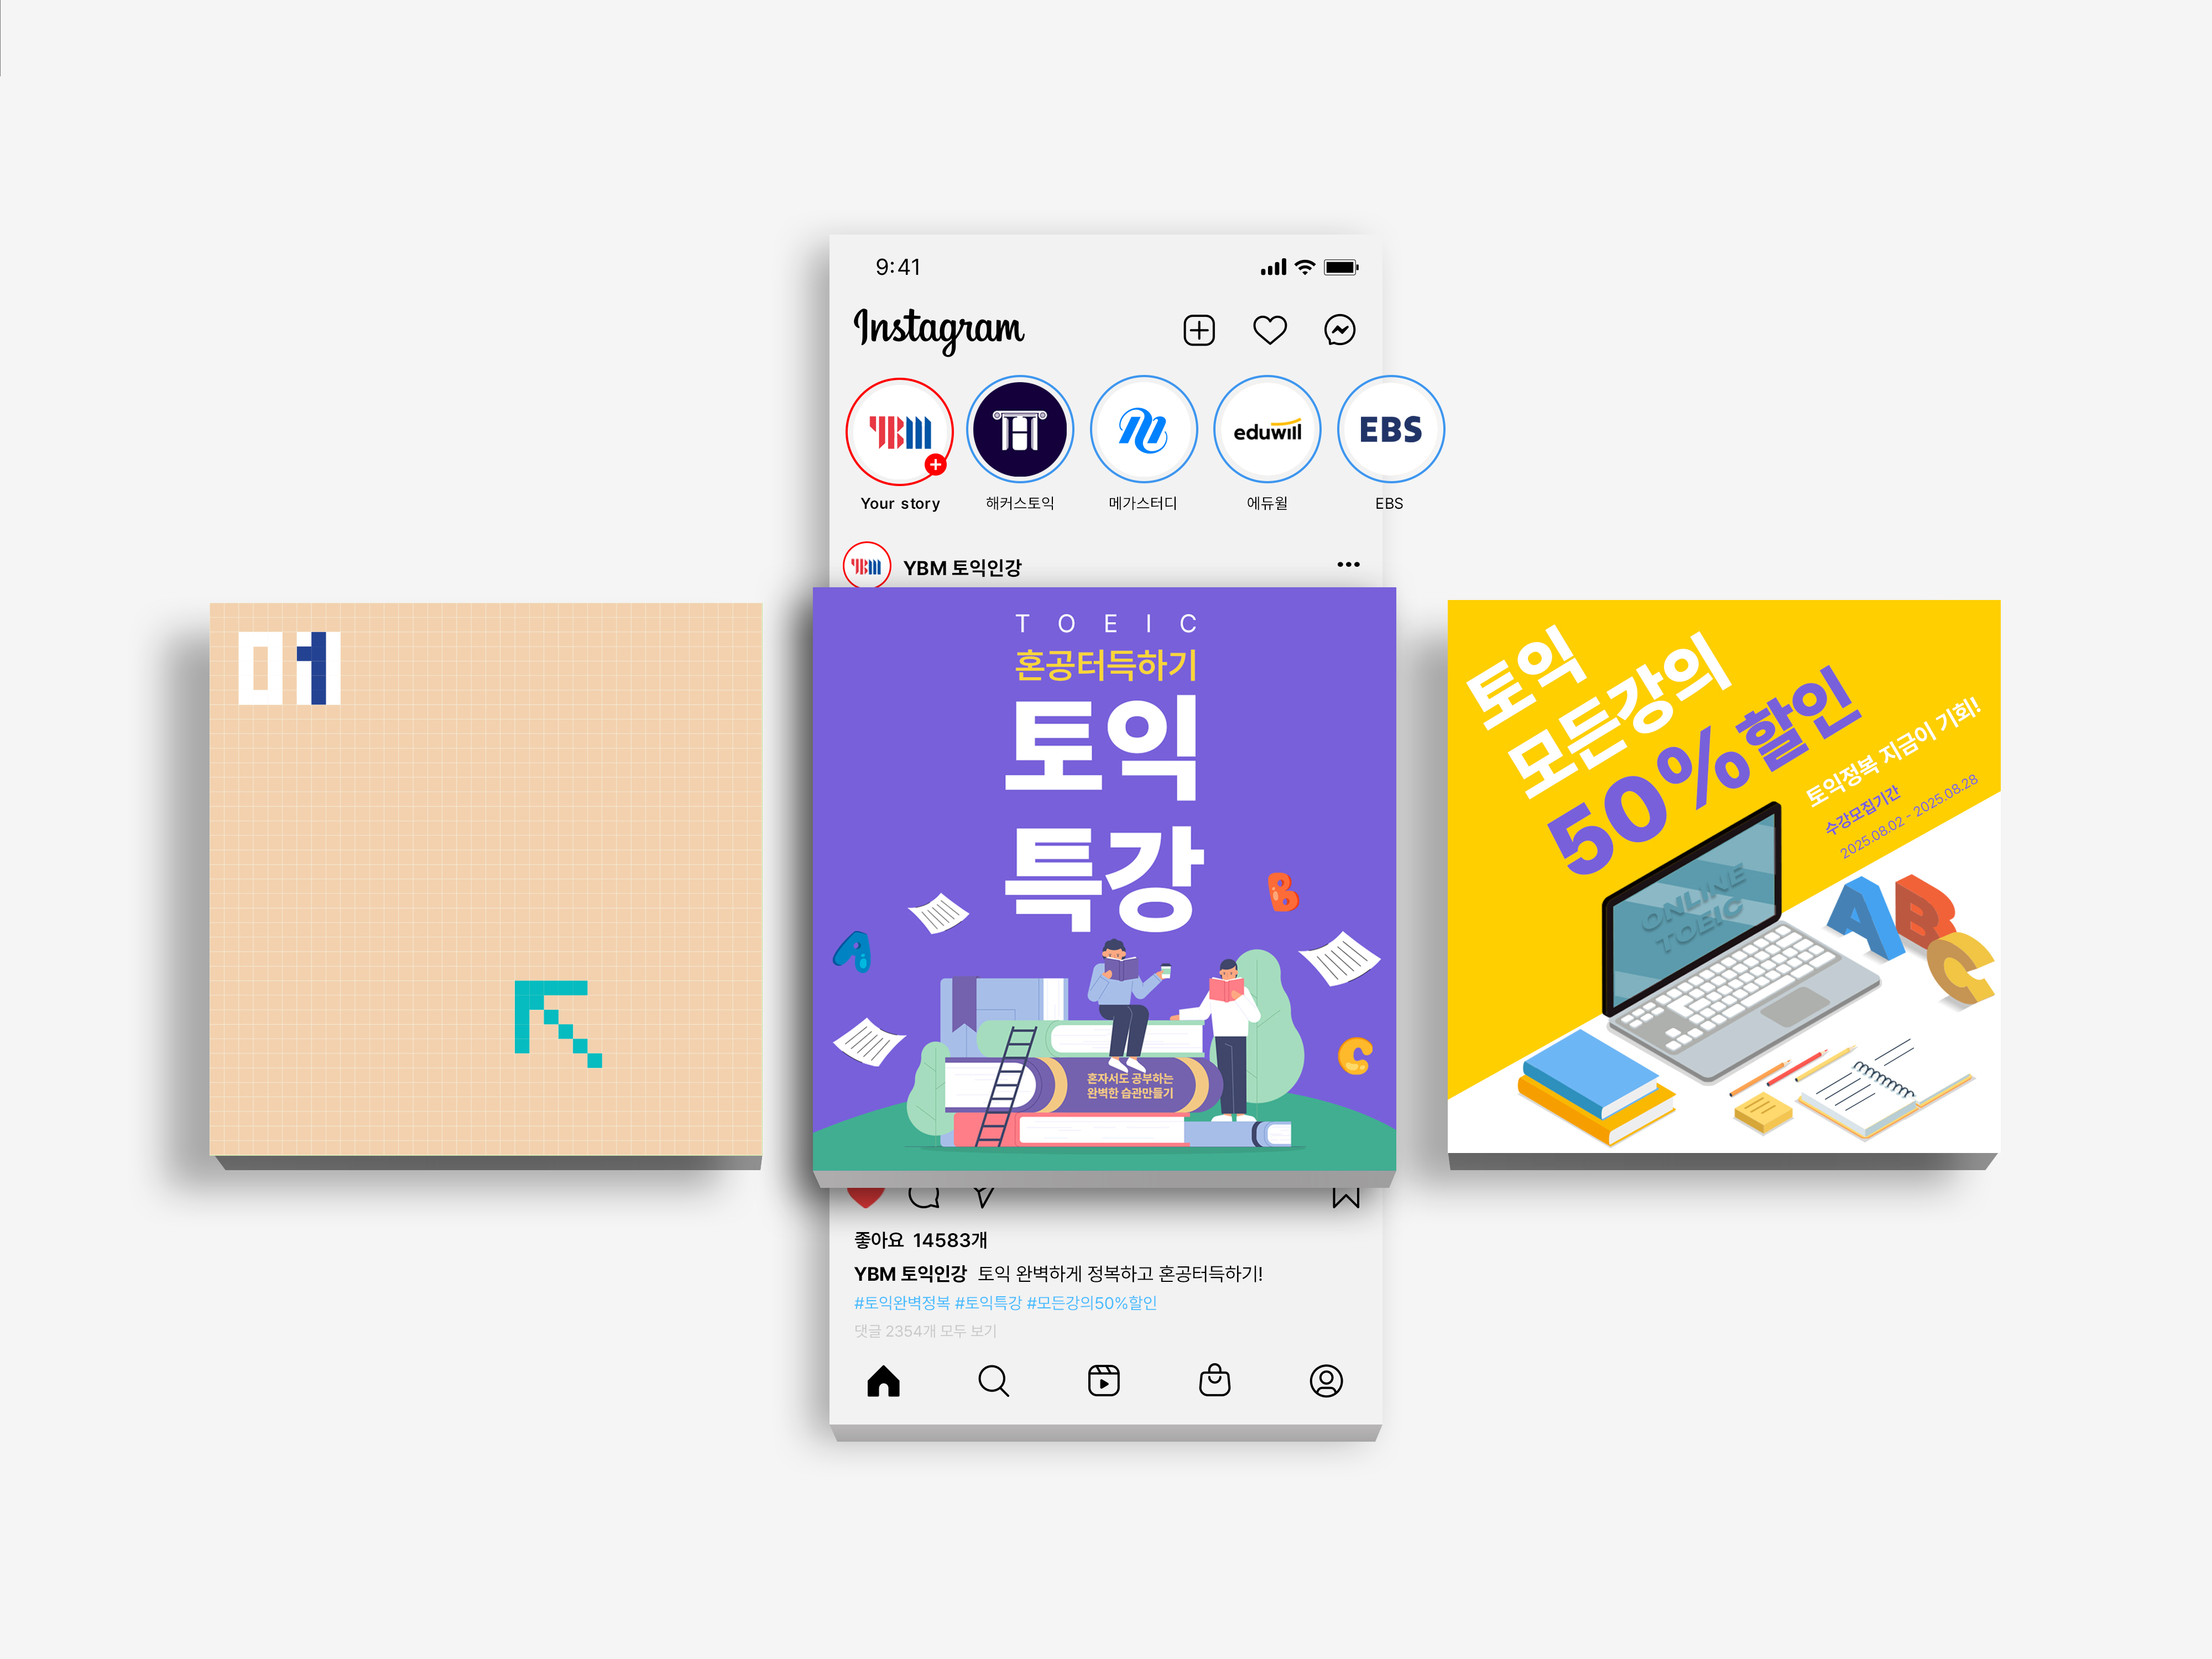 9:41
Instagram
YBM
H
eduwill
EBS
Your story
해커스토익
메가스터디
에듀윌
EBS
YBM
YBM 토익인강
01
TOEIC
혼공터득하기
토익
특강
A
B
C
혼자서도 공부하는
완벽한 습관만들기
토익
모든강의
50%할인
토익정복 지금이 기회!
수강모집기간
2025.08.02 - 2025.08.28
ONLINE
TOEIC
ABC
좋아요 14583개
YBM 토익인강 토익 완벽하게 정복하고 혼공터득하기!
#토익완벽정복 #토익특강 #모든강의50%할인
댓글 2354개 모두 보기